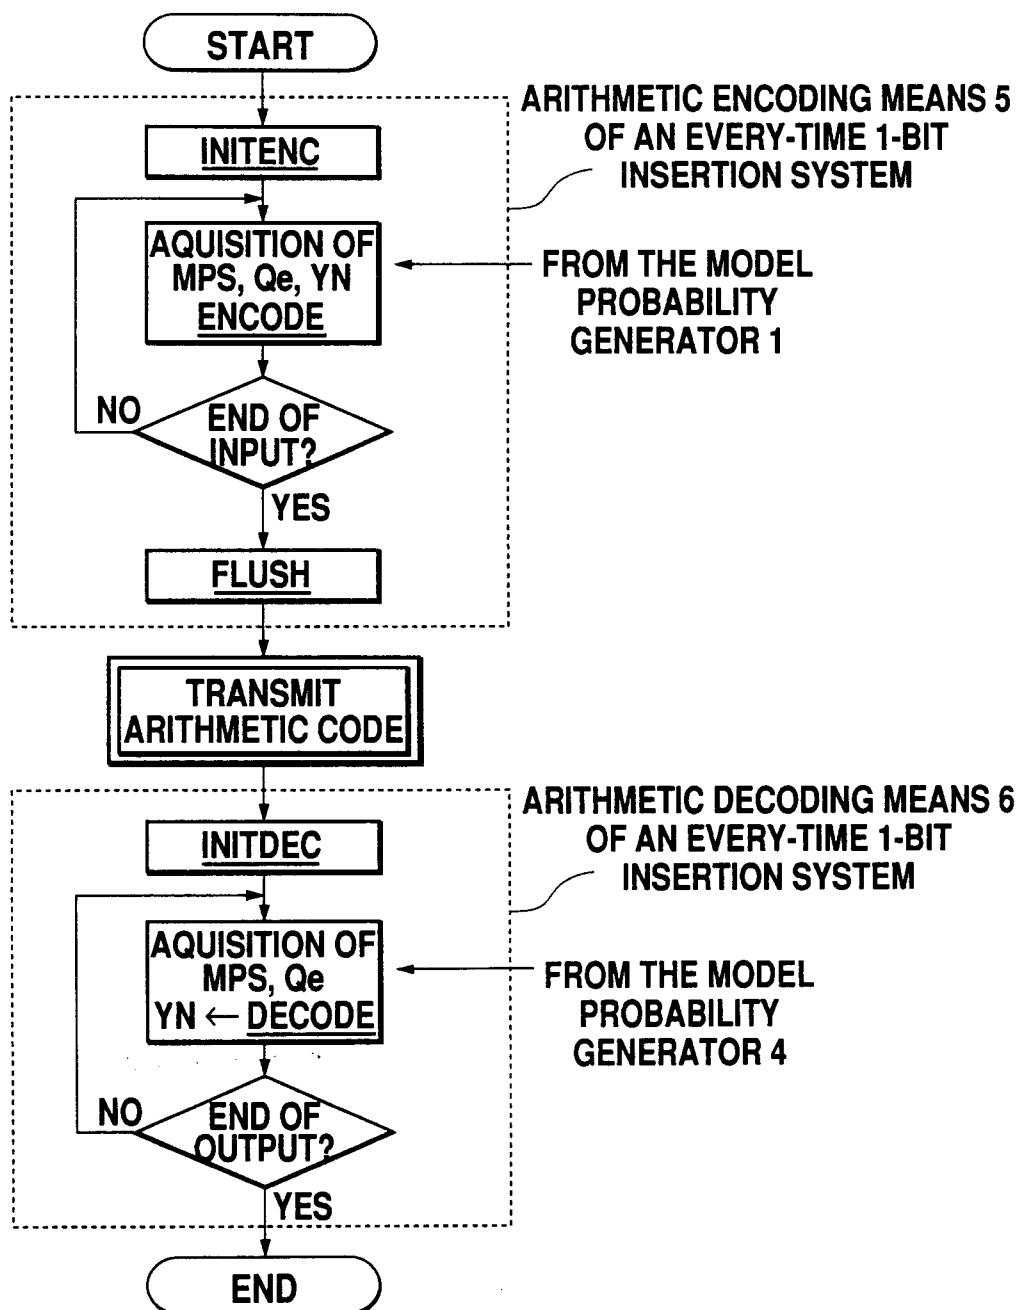 START
ARITHMETIC ENCODING MEANS 5
OF AN EVERY-TIME 1-BIT
INSERTION SYSTEM
INITENC
AQUISITION OF
MPS, Qe, YN
ENCODE
FROM THE MODEL
PROBABILITY
GENERATOR 1
NO
END OF
INPUT?
YES
FLUSH
TRANSMIT
ARITHMETIC CODE
ARITHMETIC DECODING MEANS 6
OF AN EVERY-TIME 1-BIT
INSERTION SYSTEM
INITDEC
AQUISITION OF
MPS, Qe
YN ← DECODE
FROM THE MODEL
PROBABILITY
GENERATOR 4
NO
END OF
OUTPUT?
YES
END